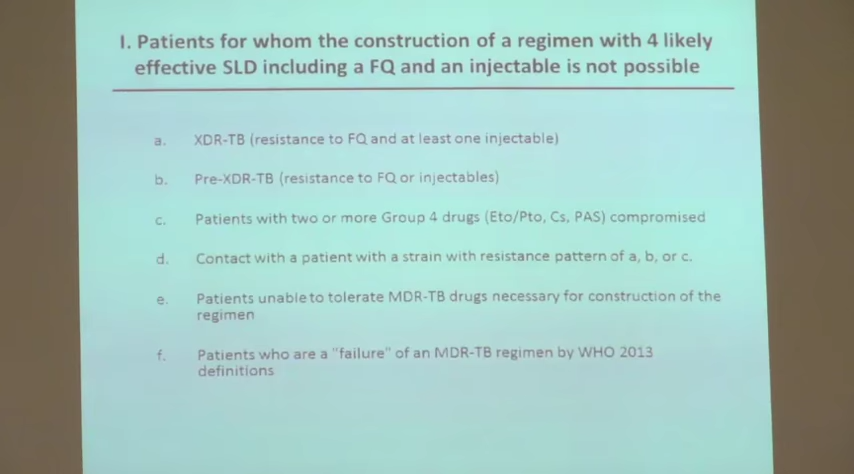 I. Patients for whom the construction of a regimen with 4 likely
effective SLD including a FQ and an injectable is not possible
a. XDR-TB (resistance to FQ and at least one injectable)
b. Pre-XDR-TB (resistance to FQ or injectables)
c. Patients with two or more Group 4 drugs (Eto/Pto, Cs, PAS) compromised
d. Contact with a patient with a strain with resistance pattern of a, b, or c.
e. Patients unable to tolerate MDR-TB drugs necessary for construction of the
regimen
f. Patients who are a "failure" of an MDR-TB regimen by WHO 2013
definitions